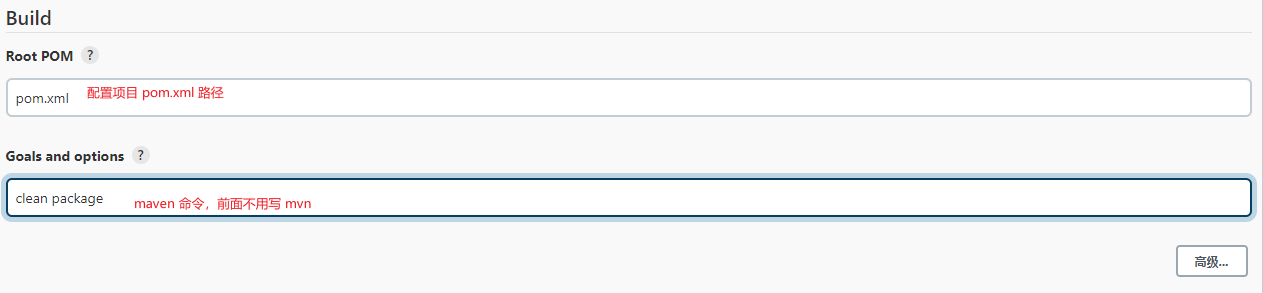 Build
Root POM ?
pom.xml 配置项目 pom.xml 路径
Goals and options ?
clean package maven 命令，前面不用写 mvn
高级...